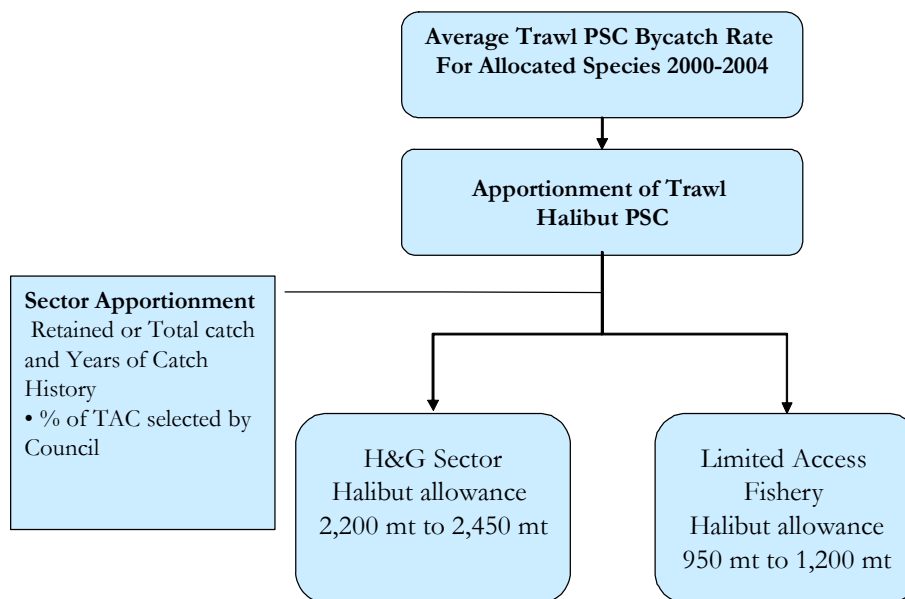 Average Trawl PSC Bycatch Rate
For Allocated Species 2000-2004
Apportionment of Trawl
Halibut PSC
Sector Apportionment
Retained or Total catch
and Years of Catch
History
• % of TAC selected by
Council
H&G Sector
Halibut allowance
2,200 mt to 2,450 mt
Limited Access
Fishery
Halibut allowance
950 mt to 1,200 mt